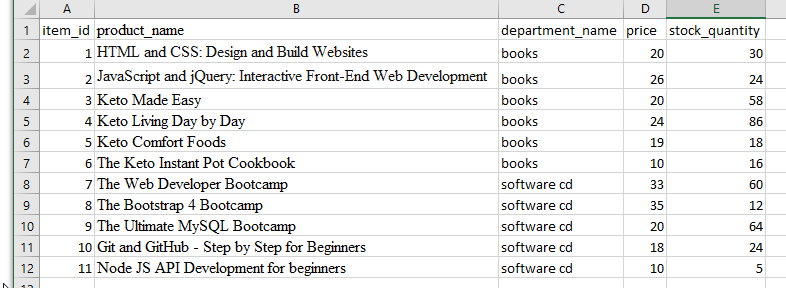 A B C D E
1 item_id product_name department_name price stock_quantity
2 1 HTML and CSS: Design and Build Websites books 20 30
3 2 JavaScript and jQuery: Interactive Front-End Web Development books 26 24
4 3 Keto Made Easy books 20 58
5 4 Keto Living Day by Day books 24 86
6 5 Keto Comfort Foods books 19 18
7 6 The Keto Instant Pot Cookbook books 10 16
8 7 The Web Developer Bootcamp software cd 33 60
9 8 The Bootstrap 4 Bootcamp software cd 35 12
10 9 The Ultimate MySQL Bootcamp software cd 20 64
11 10 Git and GitHub - Step by Step for Beginners software cd 18 24
12 11 Node JS API Development for beginners software cd 10 5